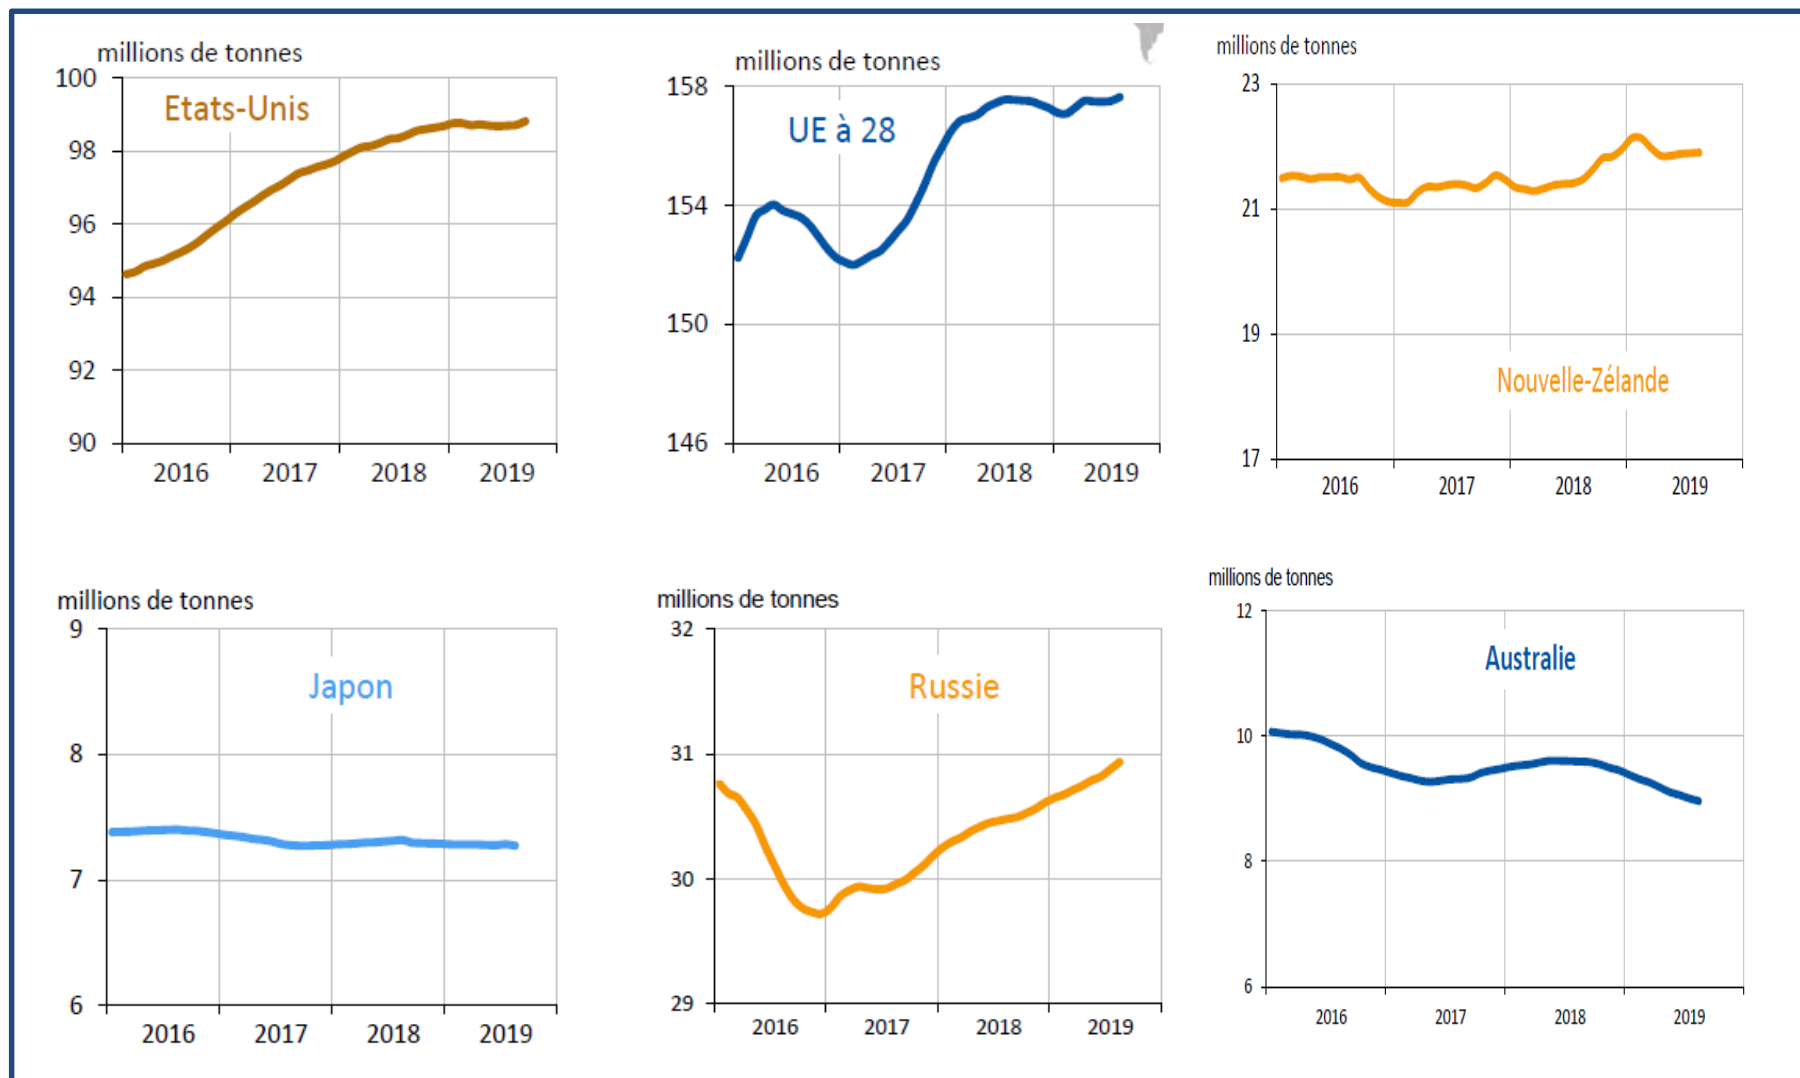 millions de tonnes
100
98
96
94
92
90
Etats-Unis
2016 2017 2018 2019
millions de tonnes
158
154
150
146
UE à 28
2016 2017 2018 2019
millions de tonnes
23
21
19
17
Nouvelle-Zélande
2016 2017 2018 2019
millions de tonnes
9
8
7
6
Japon
2016 2017 2018 2019
millions de tonnes
32
31
30
29
Russie
2016 2017 2018 2019
millions de tonnes
12
10
8
6
Australie
2016 2017 2018 2019